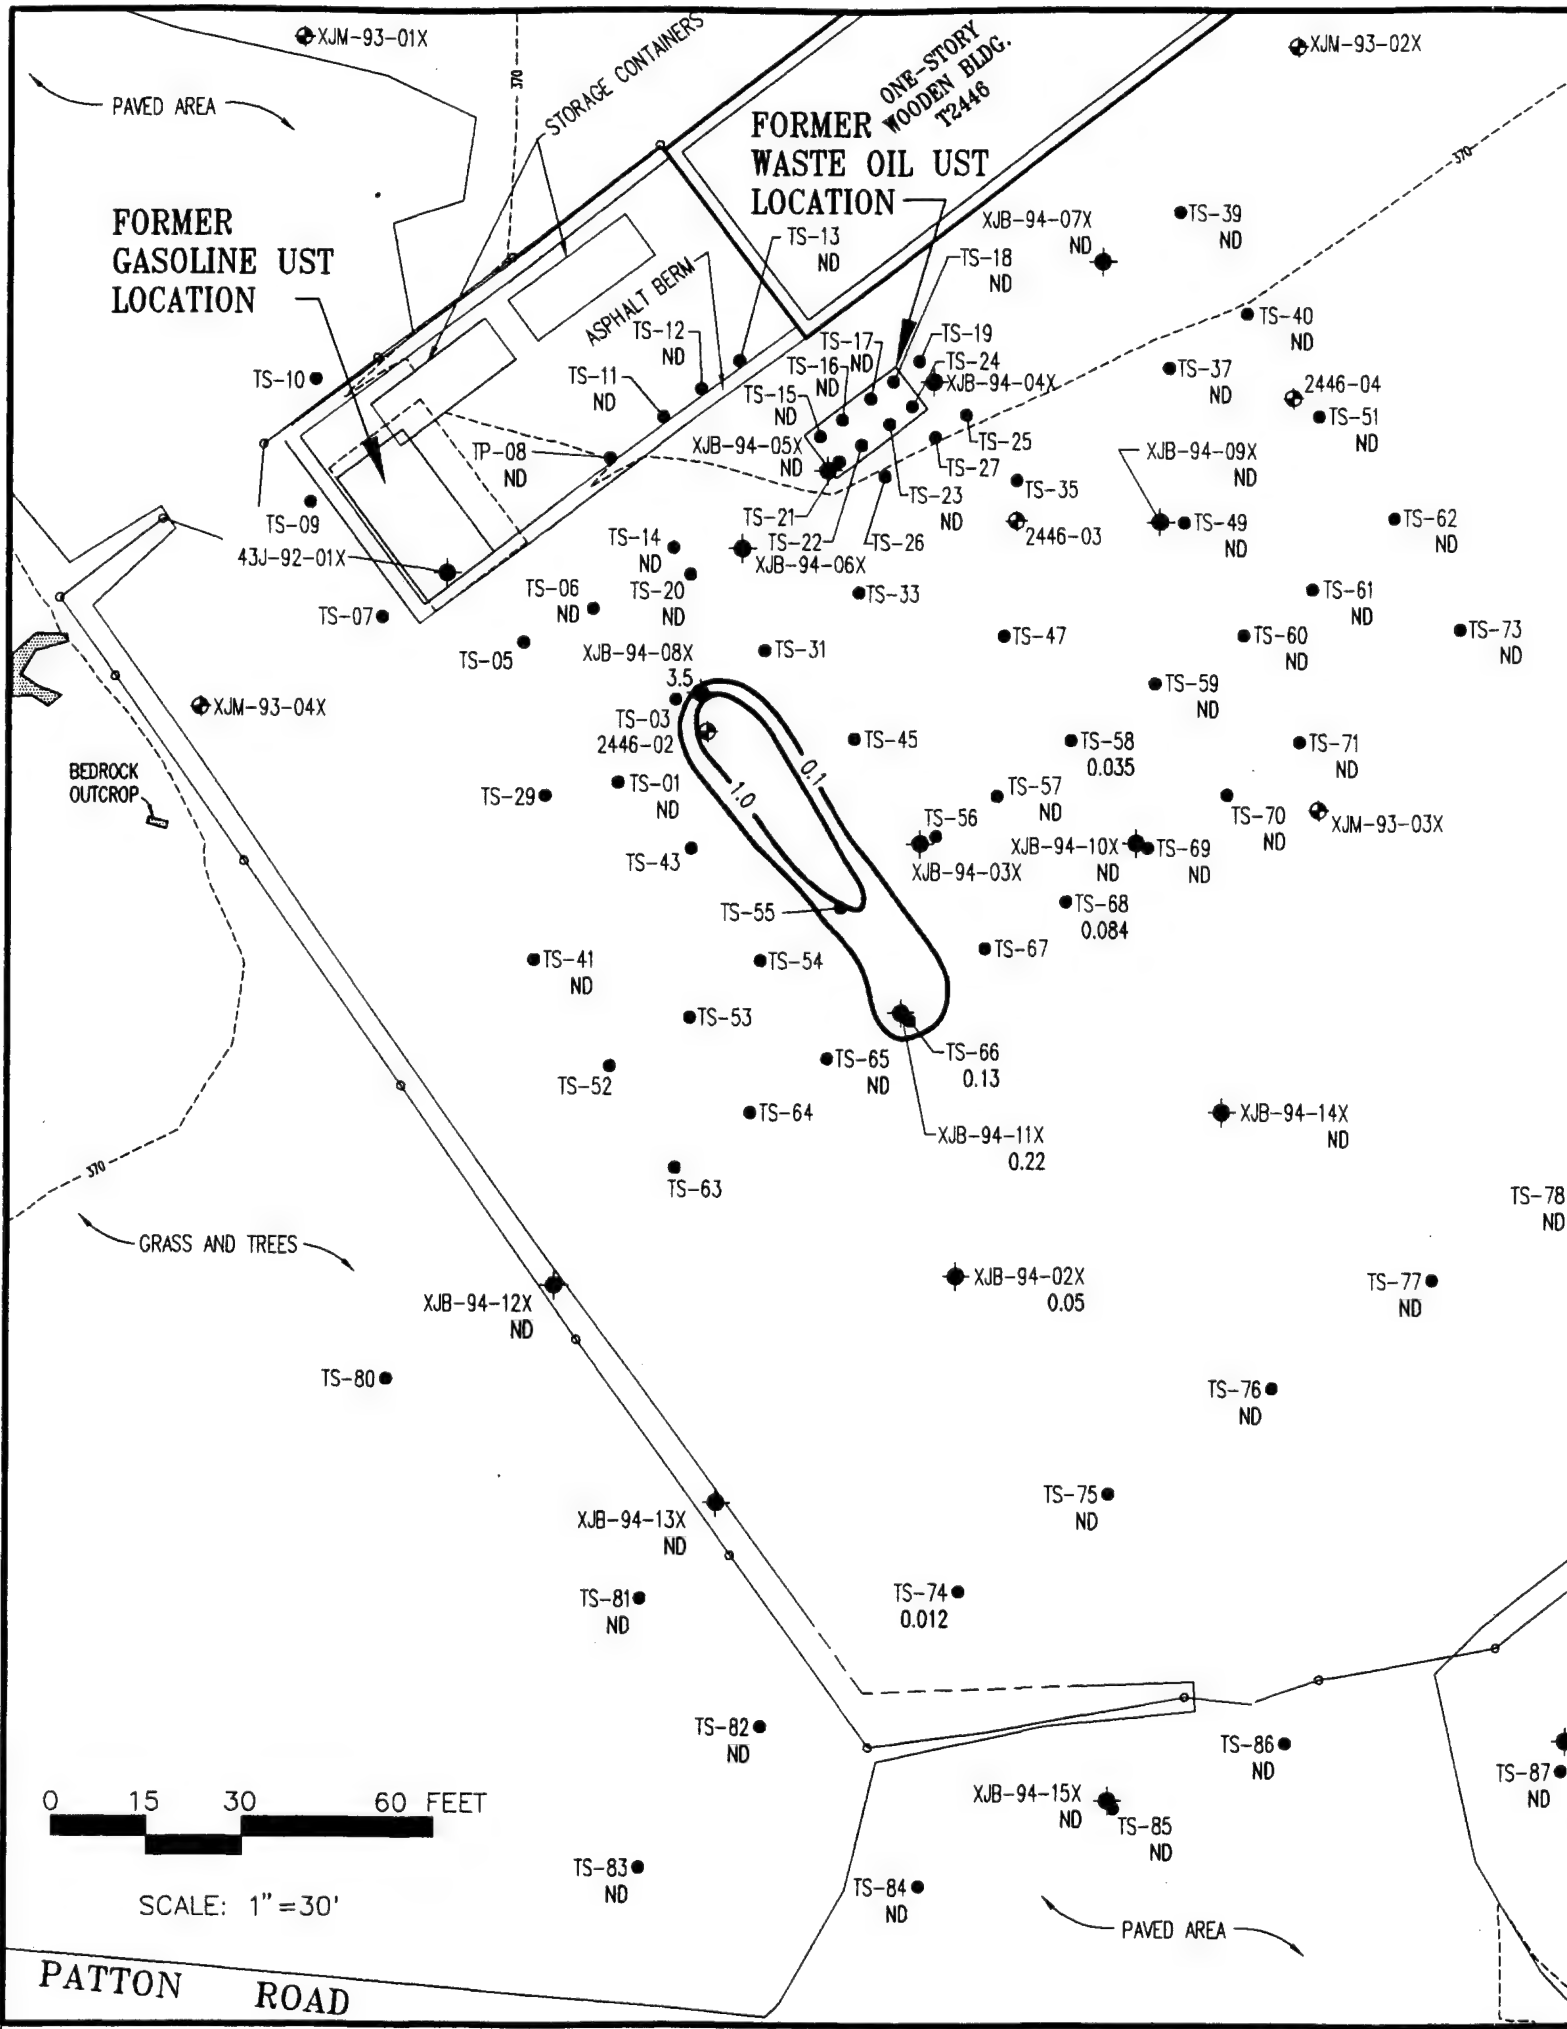 XJM-93-01X
370
STORAGE CONTAINERS
ONE-STORY
WOODEN BLDG.
T2446
XJM-93-02X
PAVED AREA
FORMER
WASTE OIL UST
LOCATION
370
FORMER
GASOLINE UST
LOCATION
TS-13
ND
XJB-94-07X
ND
TS-39
ND
TS-18
ND
ASPHALT BERM
TS-12
ND
TS-17
ND
TS-19
TS-40
ND
TS-10
TS-11
ND
TS-16
ND
TS-24
XJB-94-04X
TS-37
ND
2446-04
TS-15
ND
TS-51
ND
TP-08
ND
XJB-94-05X
ND
TS-25
TS-27
XJB-94-09X
ND
TS-09
TS-21
TS-23
ND
TS-35
43J-92-01X
TS-14
ND
TS-22
TS-26
2446-03
TS-49
ND
TS-62
ND
XJB-94-06X
TS-06
ND
TS-20
ND
TS-33
TS-61
ND
TS-07
TS-05
XJB-94-08X
3.5
TS-31
TS-47
TS-60
ND
TS-73
ND
TS-59
ND
XJM-93-04X
TS-03
2446-02
TS-45
TS-58
0.035
TS-71
ND
BEDROCK
OUTCROP
TS-29
TS-01
ND
1.0
0.1
TS-57
ND
TS-70
ND
XJM-93-03X
TS-56
TS-43
XJB-94-03X
XJB-94-10X
ND
TS-69
ND
TS-55
TS-68
0.084
TS-41
ND
TS-54
TS-67
TS-53
TS-52
TS-65
ND
TS-66
0.13
TS-64
XJB-94-11X
0.22
XJB-94-14X
ND
370
TS-63
TS-78
ND
GRASS AND TREES
XJB-94-12X
ND
XJB-94-02X
0.05
TS-77
ND
TS-80
TS-76
ND
XJB-94-13X
ND
TS-75
ND
TS-81
ND
TS-74
0.012
TS-82
ND
TS-86
ND
TS-87
ND
XJB-94-15X
ND
TS-85
ND
0 15 30 60 FEET
TS-83
ND
TS-84
ND
SCALE: 1"=30'
PAVED AREA
PATTON ROAD